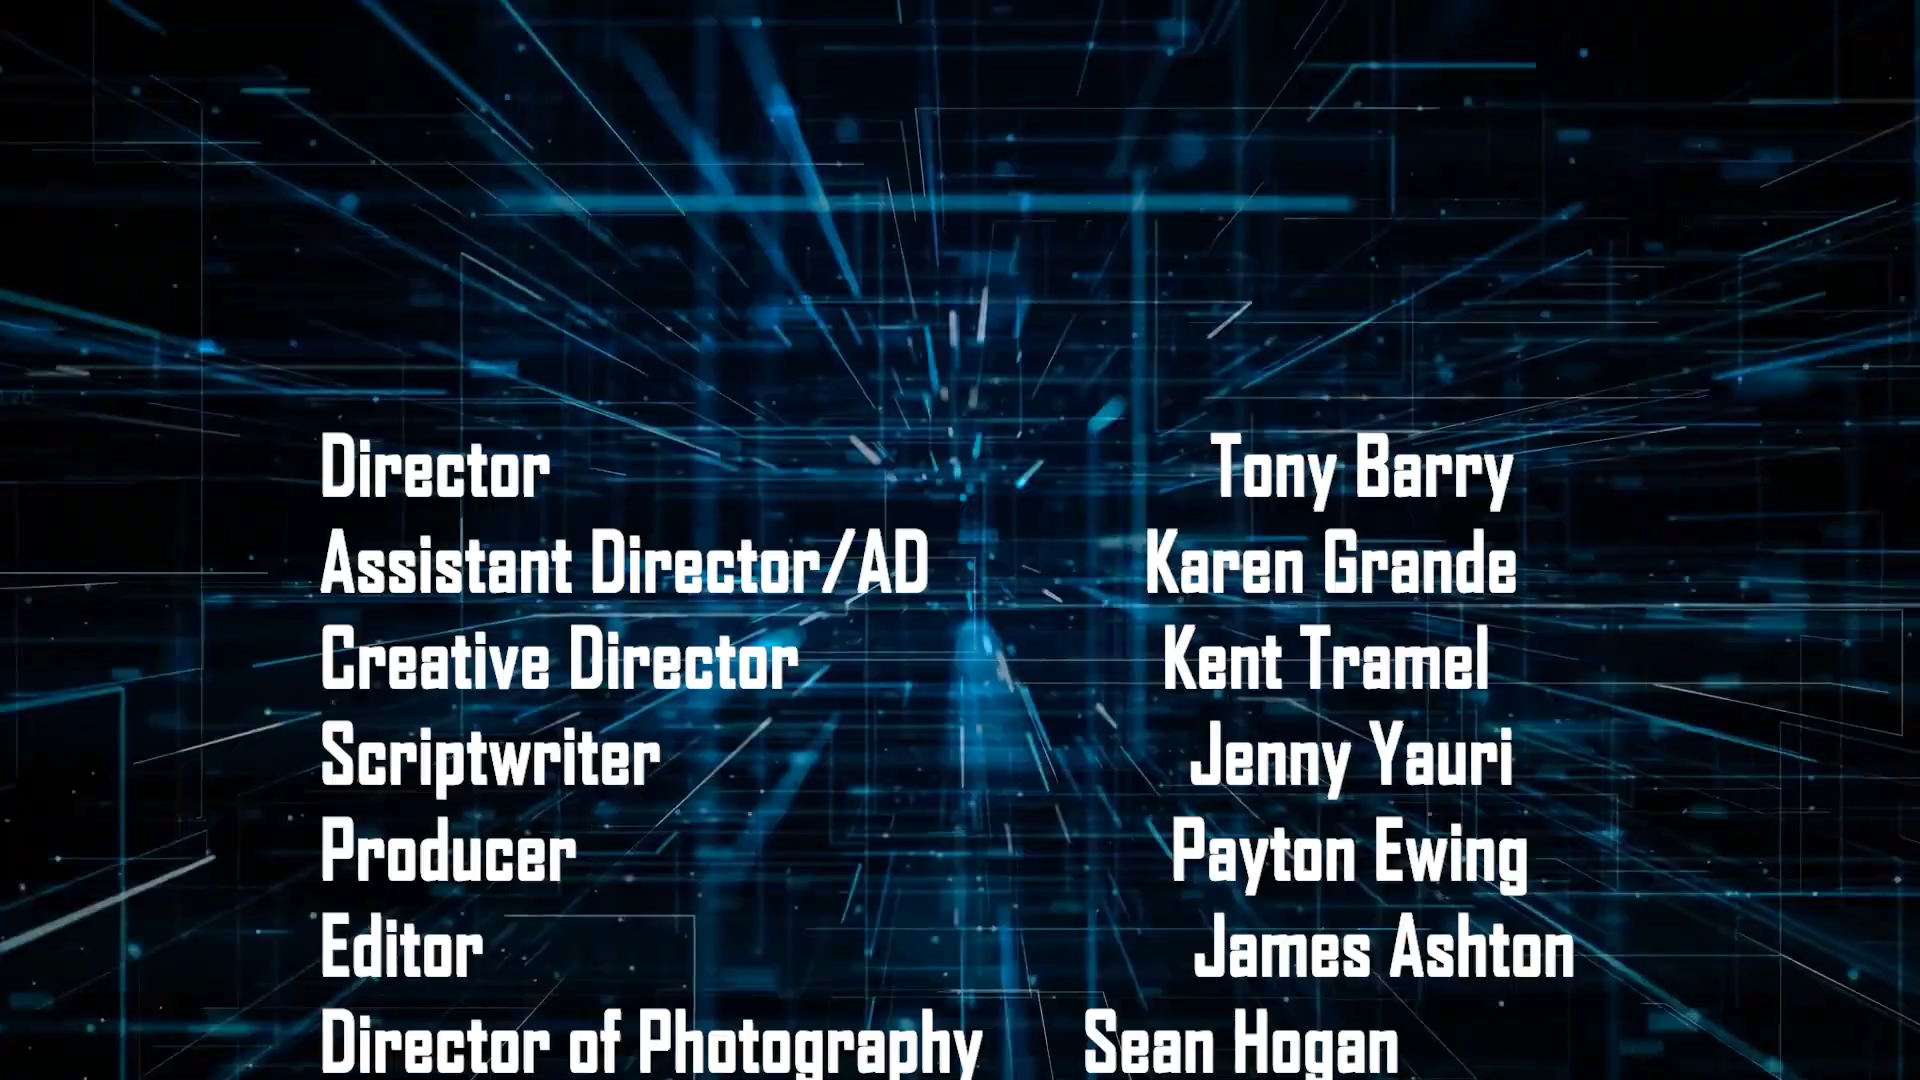 Director Tony Barry
Assistant Director/AD Karen Grande
Creative Director Kent Tramel
Scriptwriter Jenny Yauri
Producer Payton Ewing
Editor James Ashton
Director of Photography Sean Hogan